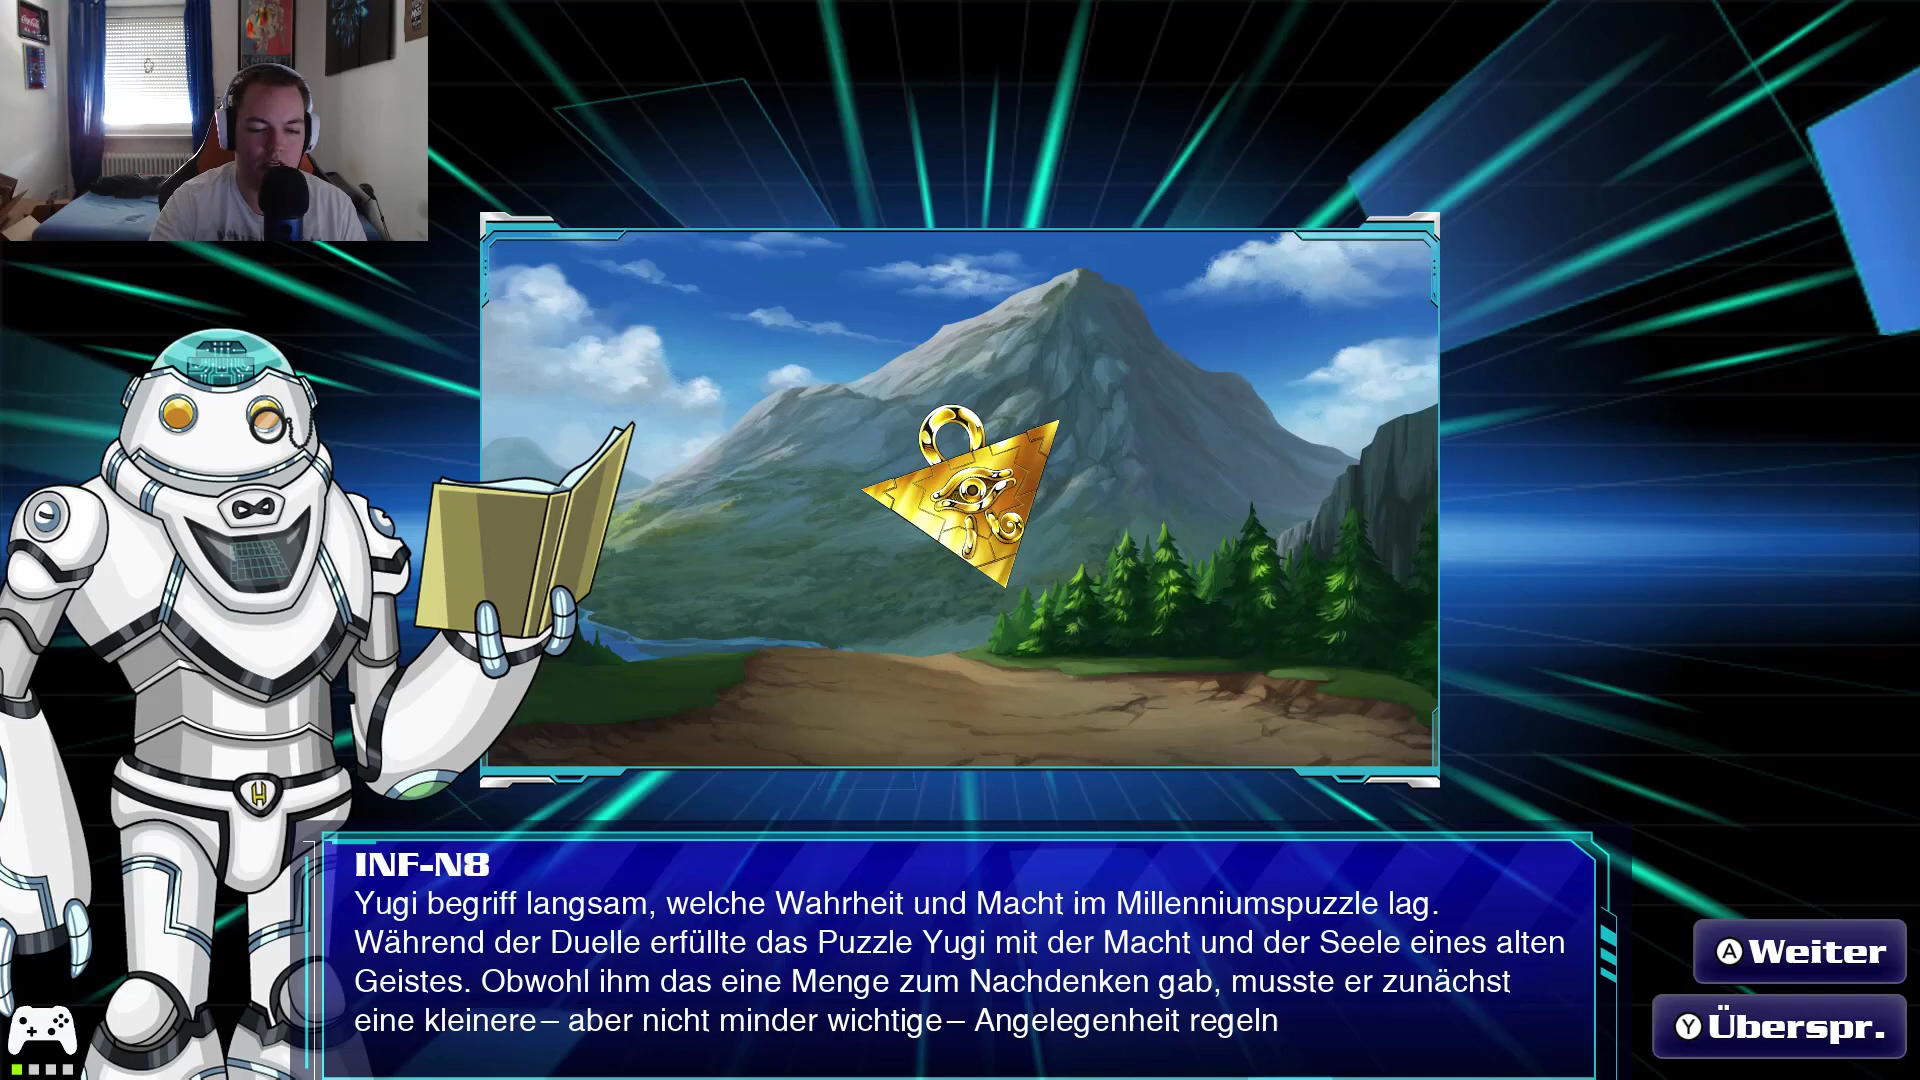 KNIGHT
H
INF-N8
Yugi begriff langsam, welche Wahrheit und Macht im Millenniumspuzzle lag.
Während der Duelle erfüllte das Puzzle Yugi mit der Macht und der Seele eines alten
Geistes. Obwohl ihm das eine Menge zum Nachdenken gab, musste er zunächst
eine kleinere – aber nicht minder wichtige – Angelegenheit regeln
A Weiter
Y Überspr.